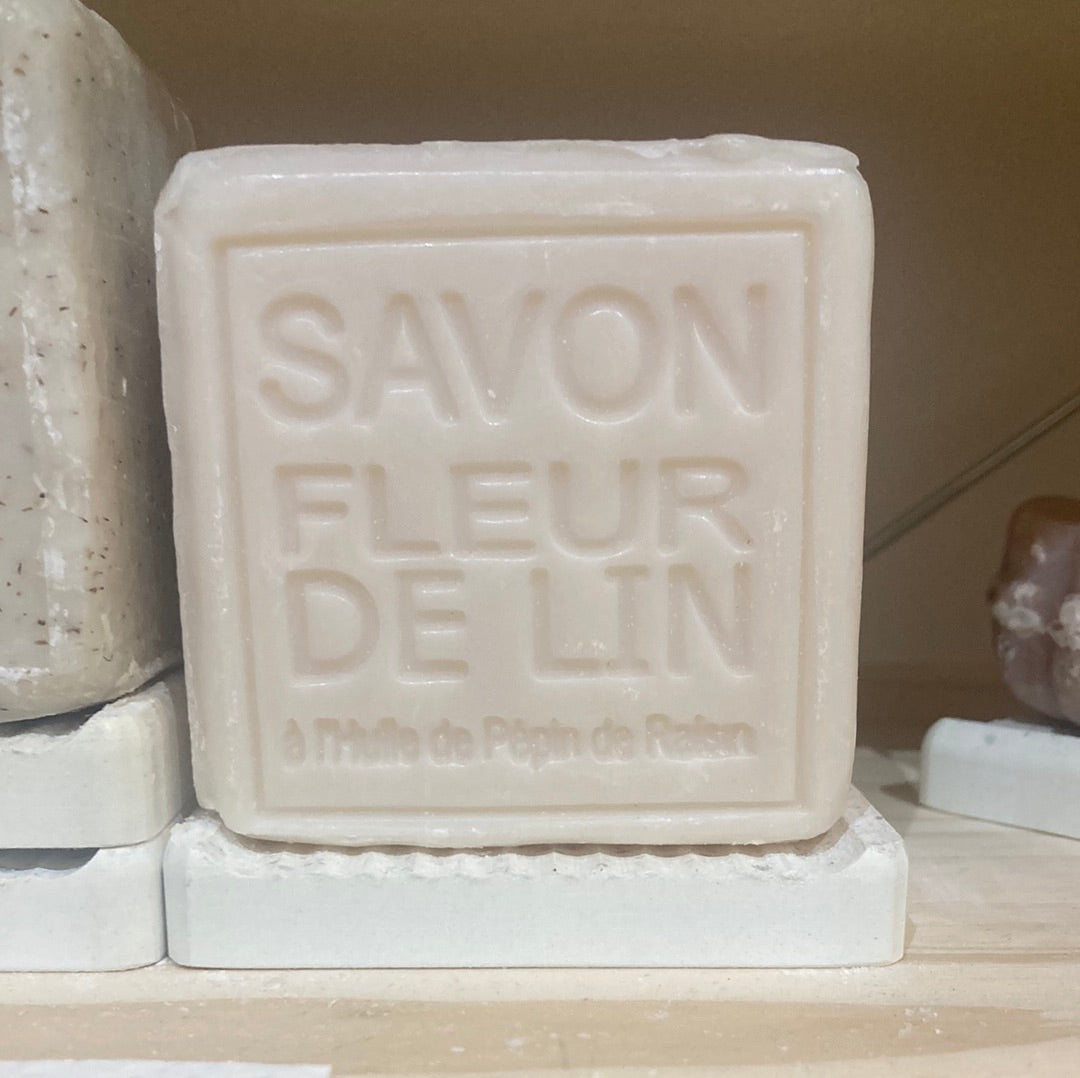 SAVON
FLEUR
DE LIN
à l'Huile de Pépin de Raisin